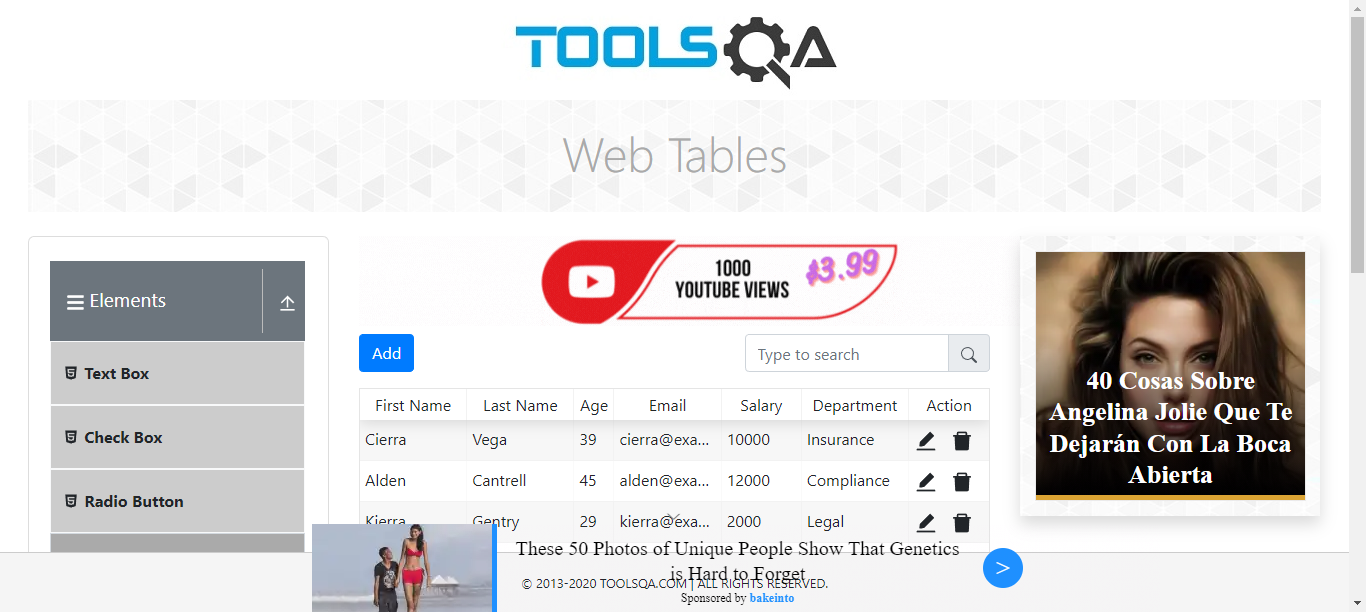 TOOLSQA
Web Tables
Elements
Text Box
Check Box
Radio Button
1000
YOUTUBE VIEWS
$3.99
Add
Type to search
First Name Last Name Age Email Salary Department Action
Cierra Vega 39 cierra@exa... 10000 Insurance
Alden Cantrell 45 alden@exa... 12000 Compliance
Kierra Gentry 29 kierra@exa... 2000 Legal
40 Cosas Sobre
Angelina Jolie Que Te
Dejarán Con La Boca
Abierta
These 50 Photos of Unique People Show That Genetics
is Hard to Forget
>
© 2013-2020 TOOLSQA.COM | ALL RIGHTS RESERVED.
Sponsored by bakeinto